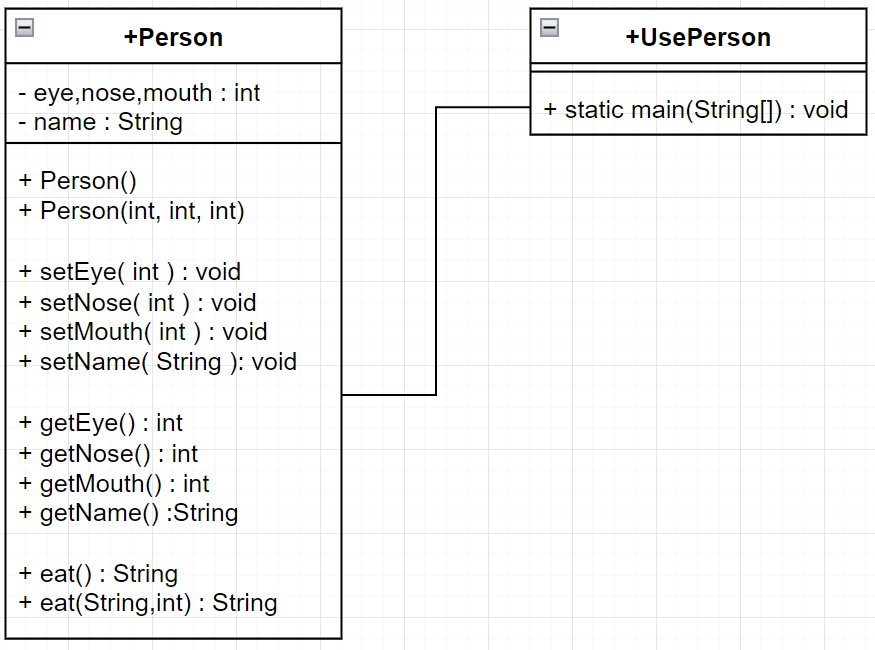 +Person
- eye,nose,mouth : int
- name : String
+ Person()
+ Person(int, int, int)
+ setEye( int ) : void
+ setNose( int ) : void
+ setMouth( int ) : void
+ setName( String ): void
+ getEye() : int
+ getNose() : int
+ getMouth() : int
+ getName() :String
+ eat() : String
+ eat(String,int) : String
+UsePerson
+ static main(String[]) : void